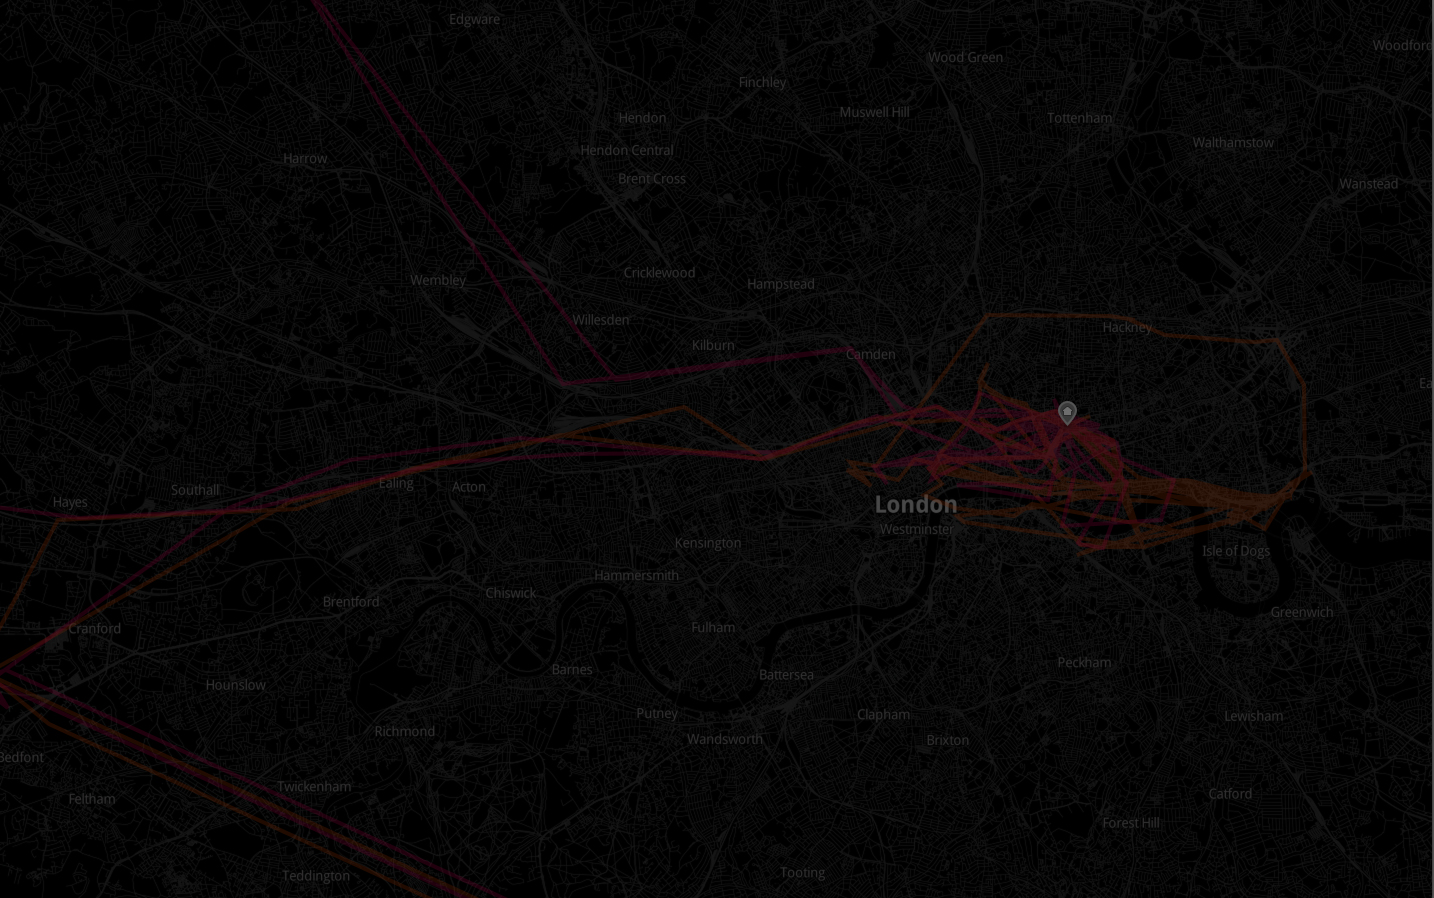 Edgware
Woodford
Wood Green
Finchley
Muswell Hill
Hendon
Tottenham
Walthamstow
Hendon Central
Harrow
Brent Cross
Wanstead
Cricklewood
Wembley
Hampstead
Willesden
Hackney
Kilburn
Camden
Ea
Ealing
Acton
Southall
Hayes
London
Westminster
Kensington
Isle of Dogs
Hammersmith
Chiswick
Brentford
Greenwich
Cranford
Fulham
Peckham
Barnes
Battersea
Hounslow
Putney
Clapham
Lewisham
Richmond
Wandsworth
Brixton
Bedfont
Twickenham
Feltham
Catford
Forest Hill
Teddington
Tooting